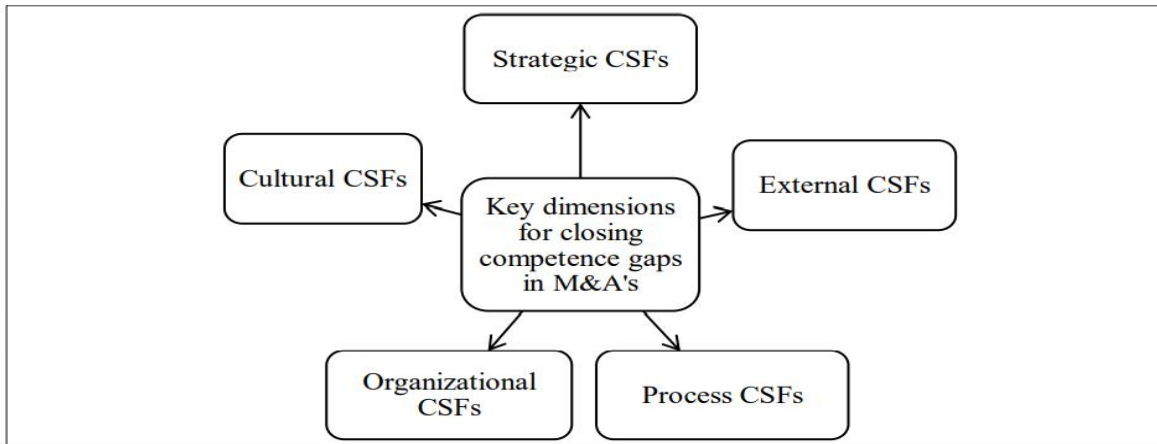 Strategic CSFs
Cultural CSFs
External CSFs
Key dimensions
for closing
competence gaps
in M&A's
Organizational
CSFs
Process CSFs